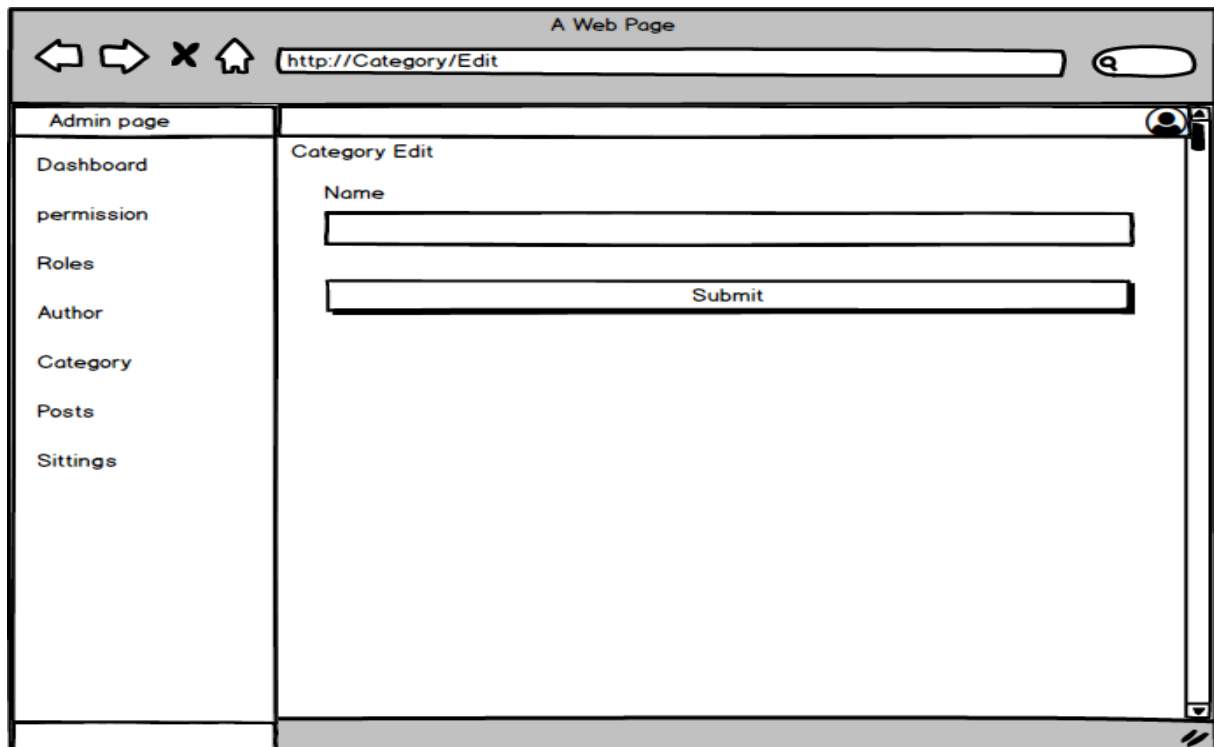 A Web Page
http://Category/Edit
Admin page
Dashboard
permission
Roles
Author
Category
Posts
Sittings
Category Edit
Name
Submit